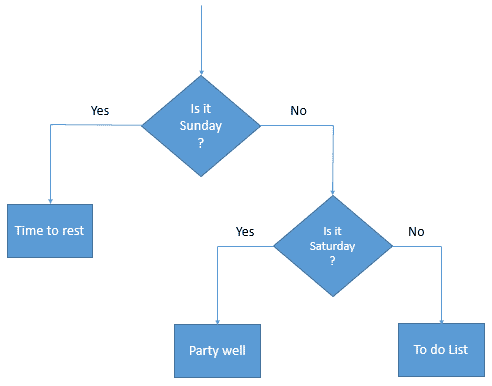 Is it
Sunday
?
Yes
No
Time to rest
Is it
Saturday
?
Yes
No
Party well
To do List